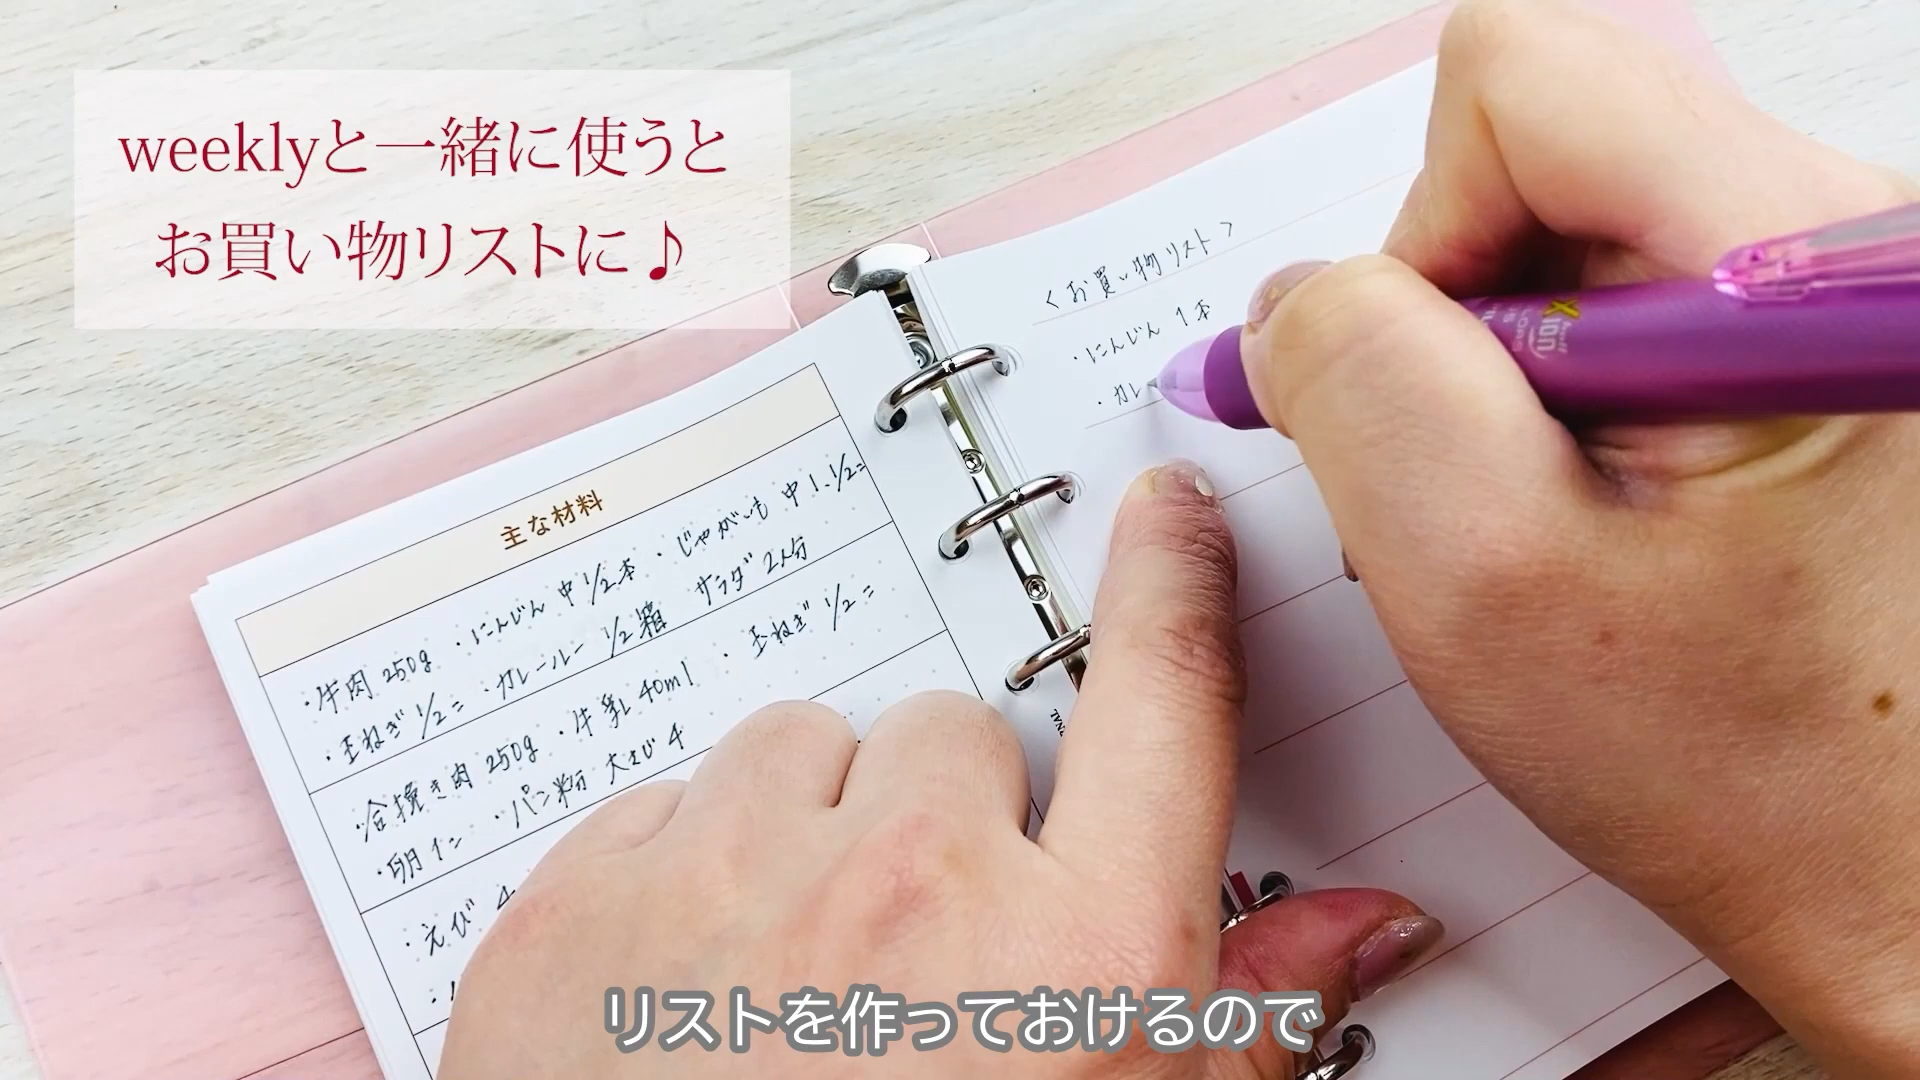 weeklyと一緒に使うと
お買い物リストに♪
主な材料
・牛肉 250g ・にんじん 中 1/2本 ・じゃがいも 中 1.1/2コ
・玉ねぎ 1/2コ ・カレールー 1/2箱 サラダ 2人分
・合挽き肉 250g ・牛乳 40ml ・玉ねぎ 1/2コ
・卵 1コ ・パン粉 大さじ 4
・えび 4
<お買い物リスト>
・にんじん 1本
・カレ
リストを作っておけるので